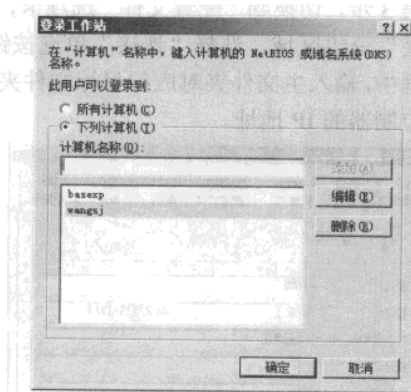 登录工作站
在“计算机”名称中，键入计算机的 NetBIOS 或域名系统(DNS)
名称。
此用户可以登录到:
所有计算机(C)
下列计算机(T)
计算机名称(O):
添加(A)
basexp
编辑(E)
wangsj
删除(R)
确定
取消